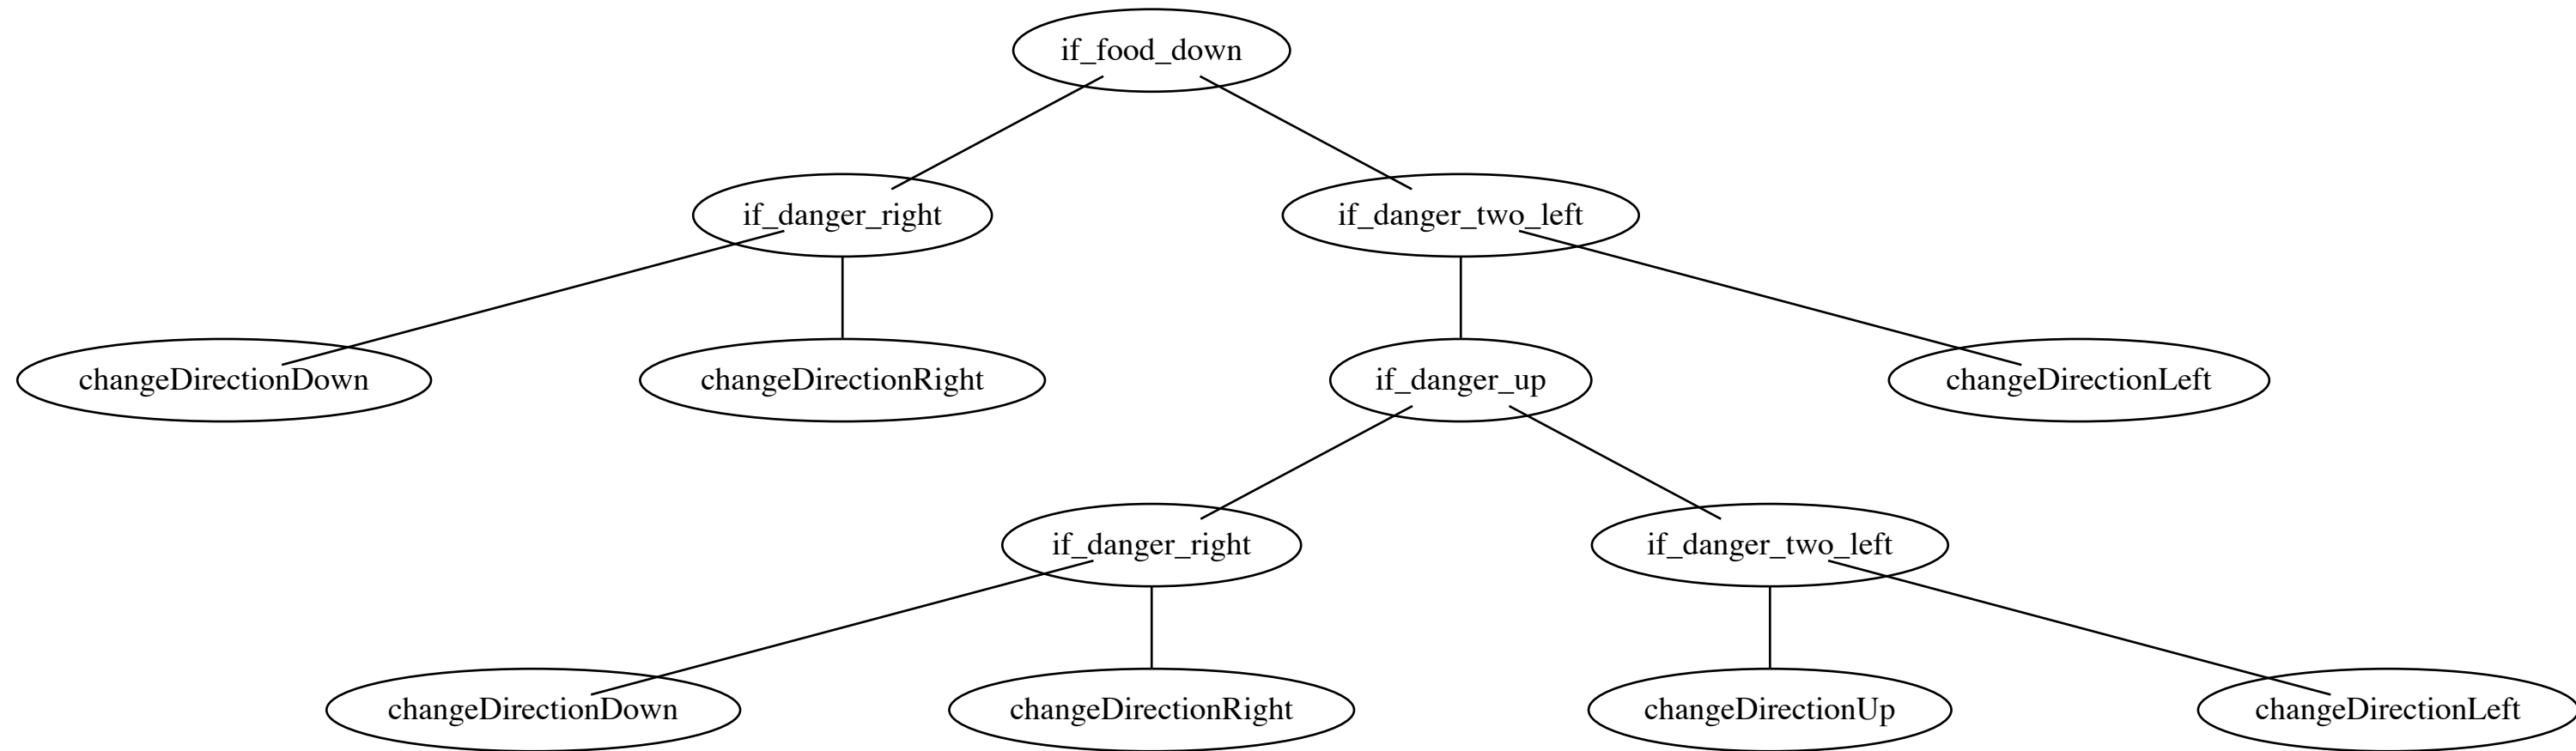 if_food_down
if_danger_right
if_danger_two_left
changeDirectionDown
changeDirectionRight
if_danger_up
changeDirectionLeft
if_danger_right
if_danger_two_left
changeDirectionDown
changeDirectionRight
changeDirectionUp
changeDirectionLeft